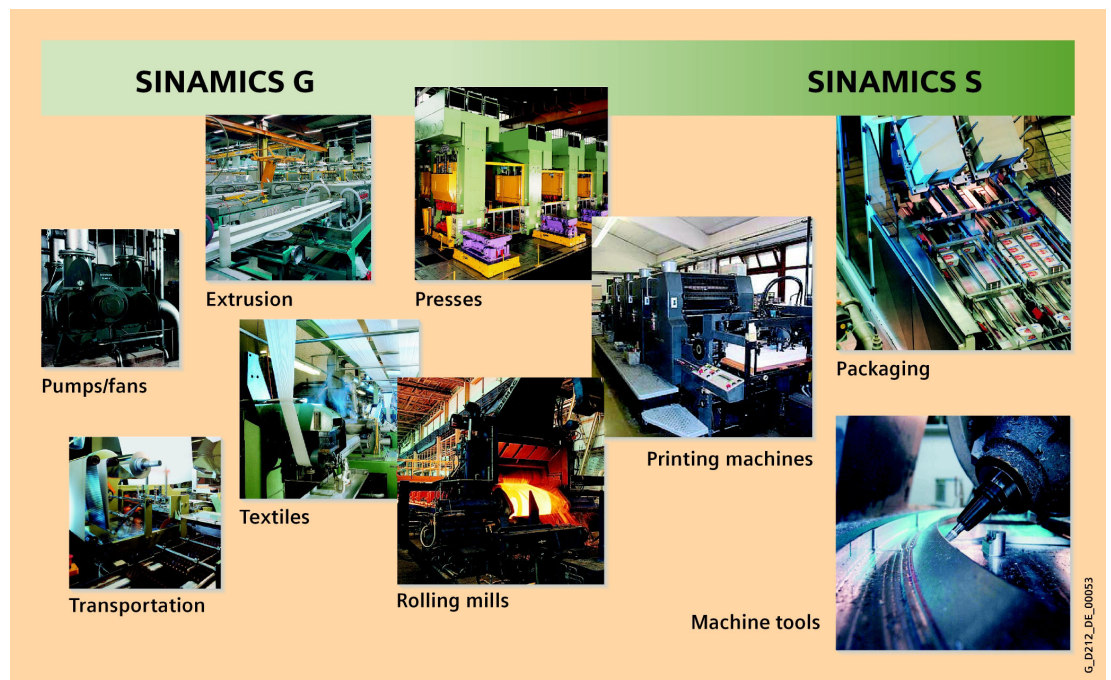 SINAMICS G
SINAMICS S
Extrusion
Presses
Pumps/fans
Packaging
Printing machines
Textiles
Transportation
Rolling mills
Machine tools
G_D212_DE_00053